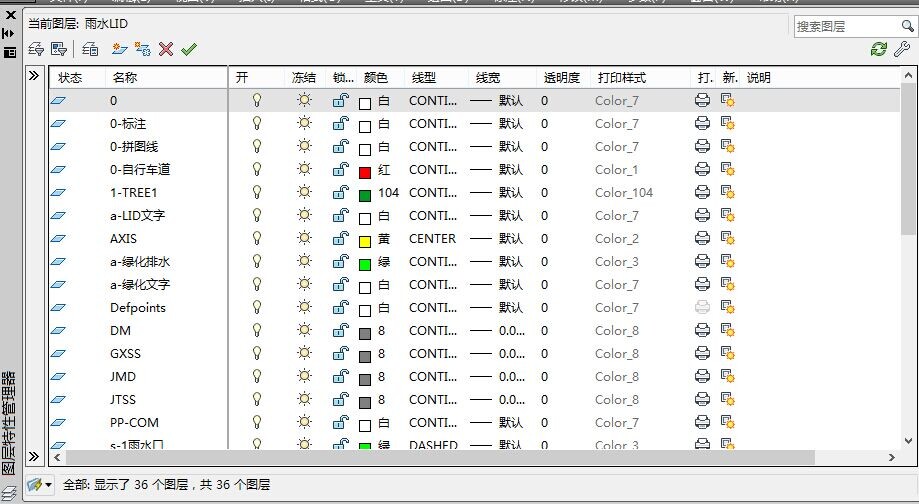 当前图层: 雨水LID
搜索图层
状态 名称 开 冻结 锁... 颜色 线型 线宽 透明度 打印样式 打. 新. 说明
0 白 CONTI... 默认 0 Color_7
0-标注 白 CONTI... 默认 0 Color_7
0-拼图线 白 CONTI... 默认 0 Color_7
0-自行车道 红 CONTI... 默认 0 Color_1
1-TREE1 104 CONTI... 默认 0 Color_104
a-LID文字 白 CONTI... 默认 0 Color_7
AXIS 黄 CENTER 默认 0 Color_2
a-绿化排水 绿 CONTI... 默认 0 Color_3
a-绿化文字 白 CONTI... 默认 0 Color_7
Defpoints 白 CONTI... 默认 0 Color_7
DM 8 CONTI... 0.0... 0 Color_8
GXSS 8 CONTI... 0.0... 0 Color_8
JMD 8 CONTI... 0.0... 0 Color_8
JTSS 8 CONTI... 0.0... 0 Color_8
PP-COM 白 CONTI... 默认 0 Color_7
s-1雨水口 绿 DASHED 默认 0 Color_3
图层特性管理器
全部: 显示了 36 个图层，共 36 个图层